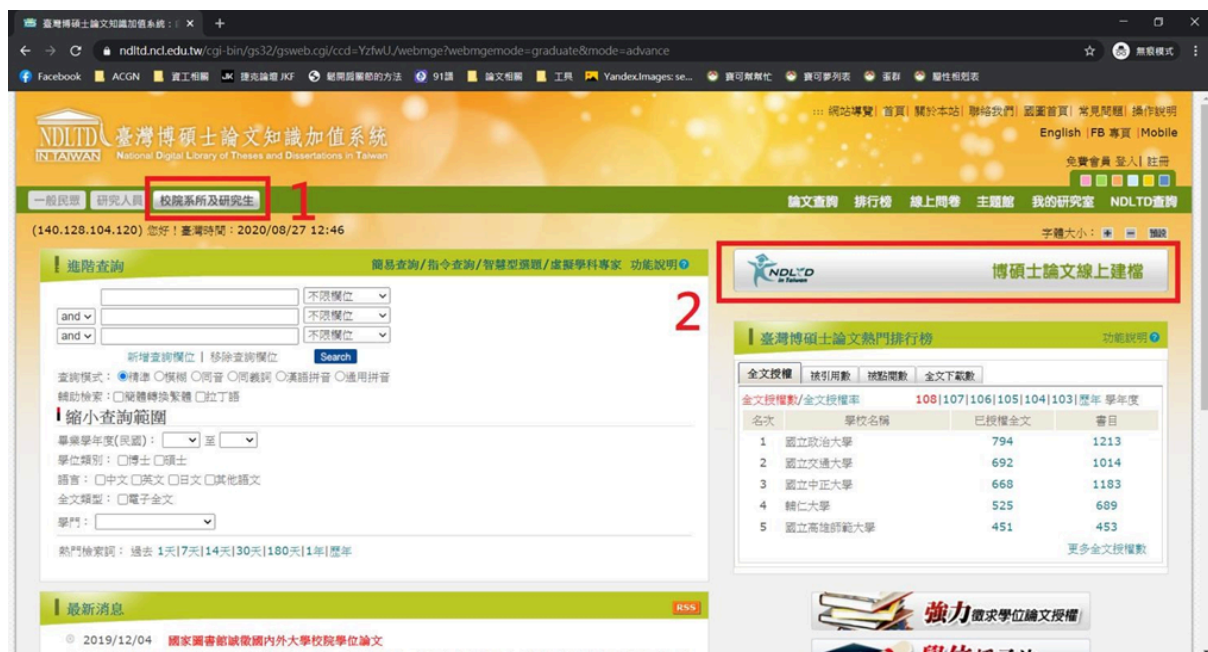 臺灣博碩士論文知識加值系統：
ndltd.ncl.edu.tw/cgi-bin/gs32/gsweb.cgi/ccd=YzfwU./webmge?webmgemode=graduate&mode=advance
無痕模式
Facebook ACGN 資工相關 JK 捷克論壇 JKF 91譜 論文相關 工具 Yandex.Images: se... 寶可幫幫忙 寶可夢列表 蛋群 屬性相剋表
::: 網站導覽| 首頁| 關於本站| 聯絡我們| 國圖首頁| 常見問題| 操作說明
English |FB 專頁 |Mobile
NDLTD IN TAIWAN 臺灣博碩士論文知識加值系統
National Digital Library of Theses and Dissertations in Taiwan
免費會員 登入| 註冊
一般民眾 研究人員 校院系所及研究生 1
論文查詢 排行榜 線上問卷 主題館 我的研究室 NDLTD查詢
(140.128.104.120) 您好！臺灣時間：2020/08/27 12:46
字體大小： + － 預設
進階查詢 簡易查詢/指令查詢/智慧型選題/虛擬學科專家 功能說明?
不限欄位
and 不限欄位
and 不限欄位
新增查詢欄位 | 移除查詢欄位 Search
查詢模式： 精準 模糊 同音 同義詞 漢語拼音 通用拼音
輔助檢索： 簡體轉換繁體 拉丁語
縮小查詢範圍
畢業學年度(民國)： 至
學位類別： 博士 碩士
語言： 中文 英文 日文 其他語文
全文類型： 電子全文
學門：
熱門檢索詞： 過去 1天|7天|14天|30天|180天|1年|歷年
最新消息 RSS
2019/12/04 國家圖書館誠徵國內外大學校院學位論文
2
NDLTD in Taiwan 博碩士論文線上建檔
臺灣博碩士論文熱門排行榜 功能說明?
全文授權 被引用數 被點閱數 全文下載數
全文授權數/全文授權率 108|107|106|105|104|103|歷年 學年度
名次 學校名稱 已授權全文 書目
1 國立政治大學 794 1213
2 國立交通大學 692 1014
3 國立中正大學 668 1183
4 輔仁大學 525 689
5 國立高雄師範大學 451 453
更多全文授權數
強力徵求學位論文授權